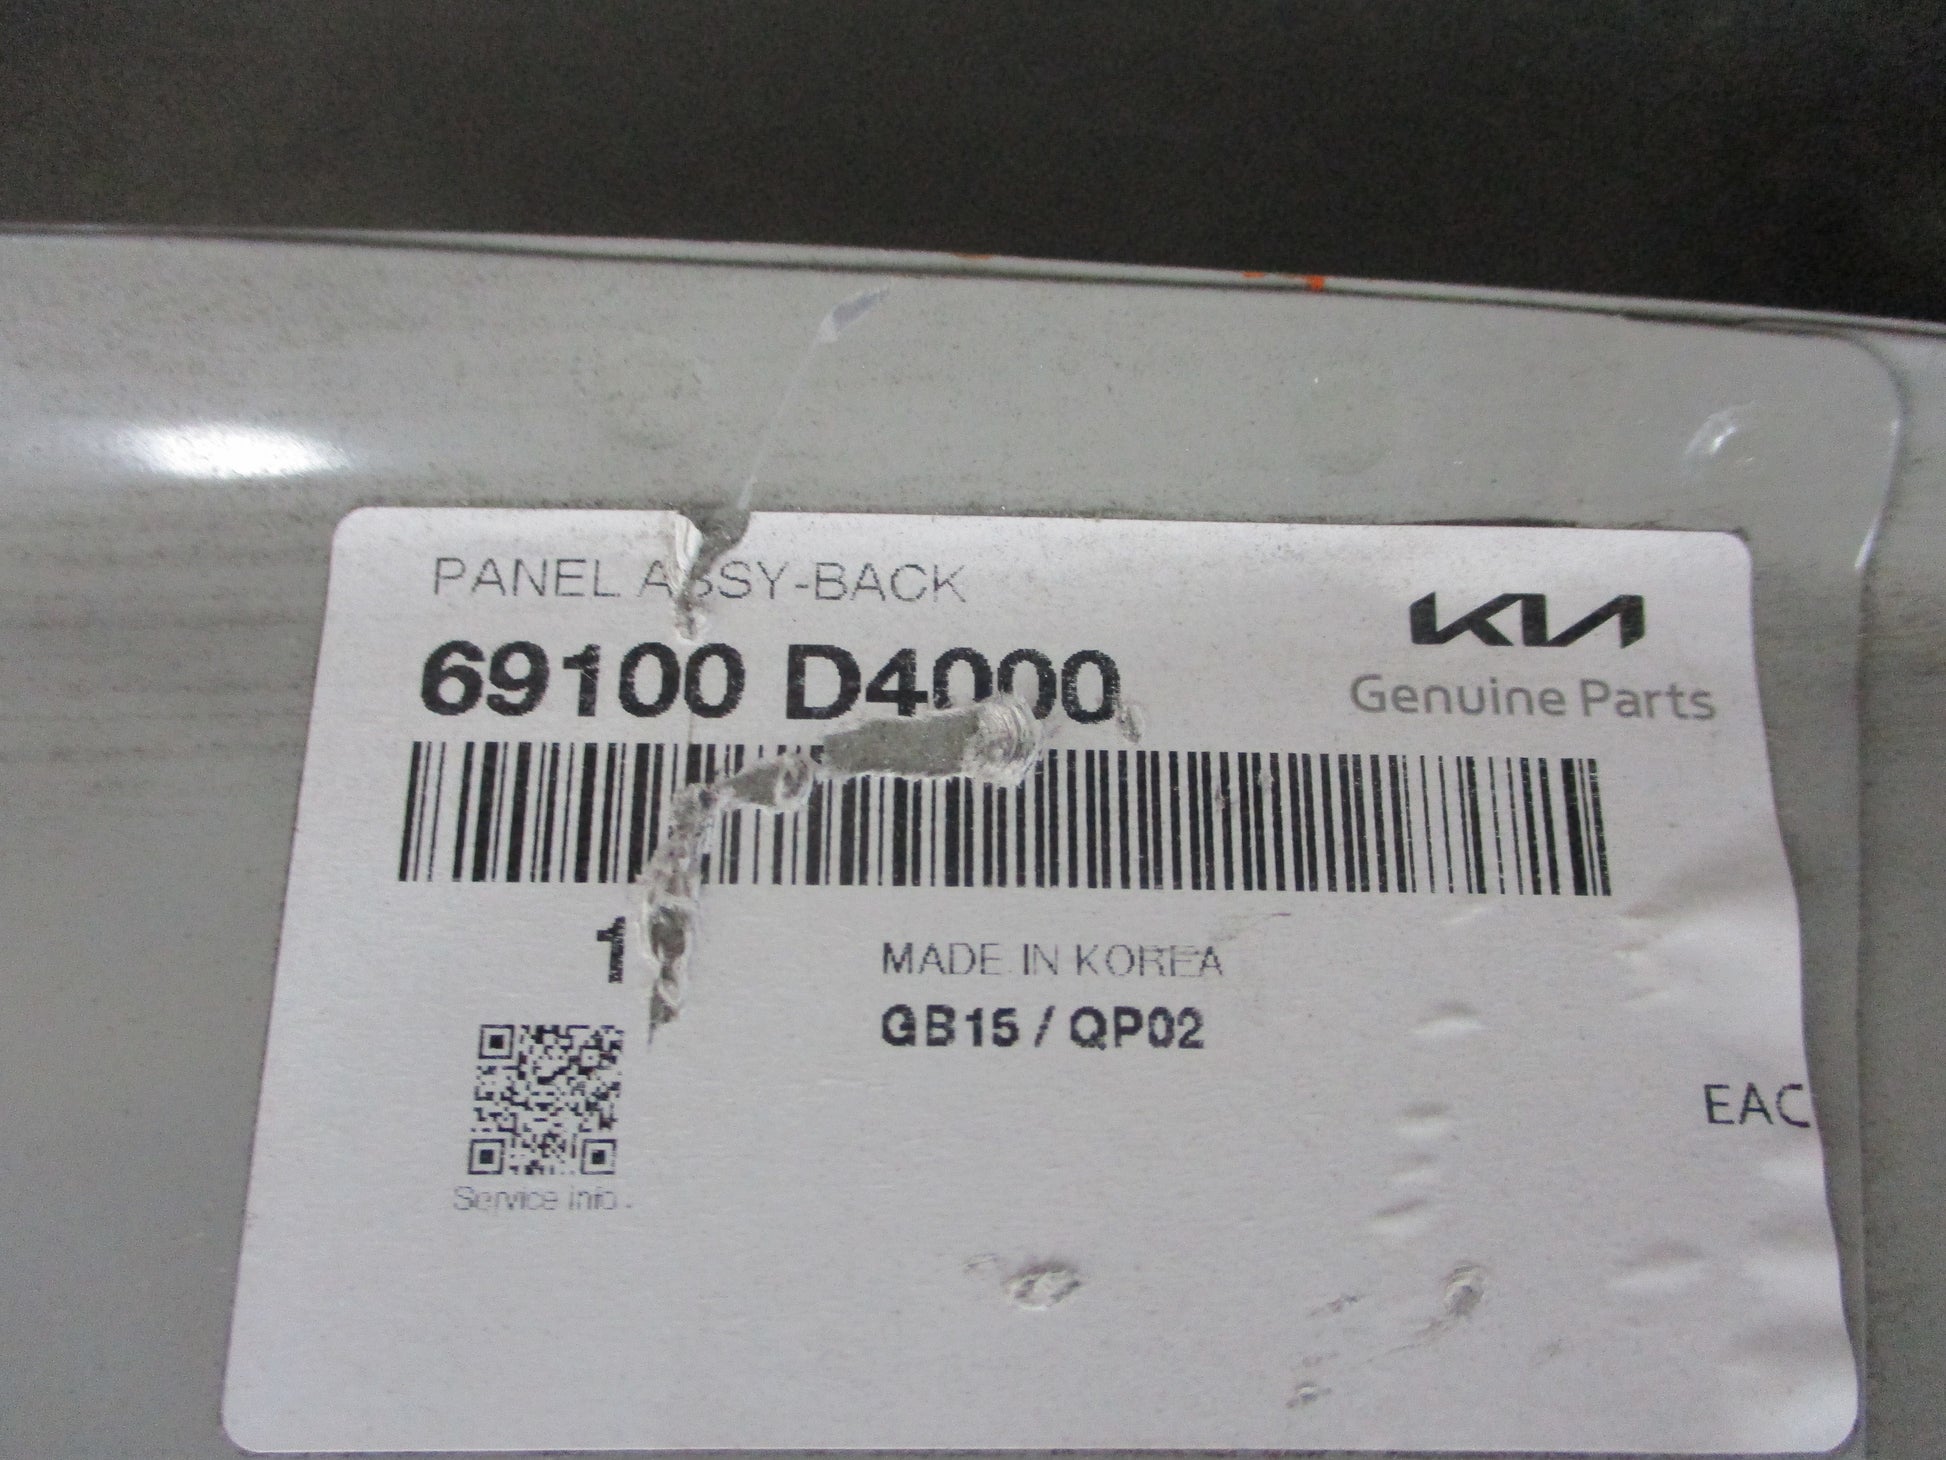 PANEL ASSY-BACK
69100 D4000
KIA
Genuine Parts
1
MADE IN KOREA
GB15 / QP02
EAC
Service info.